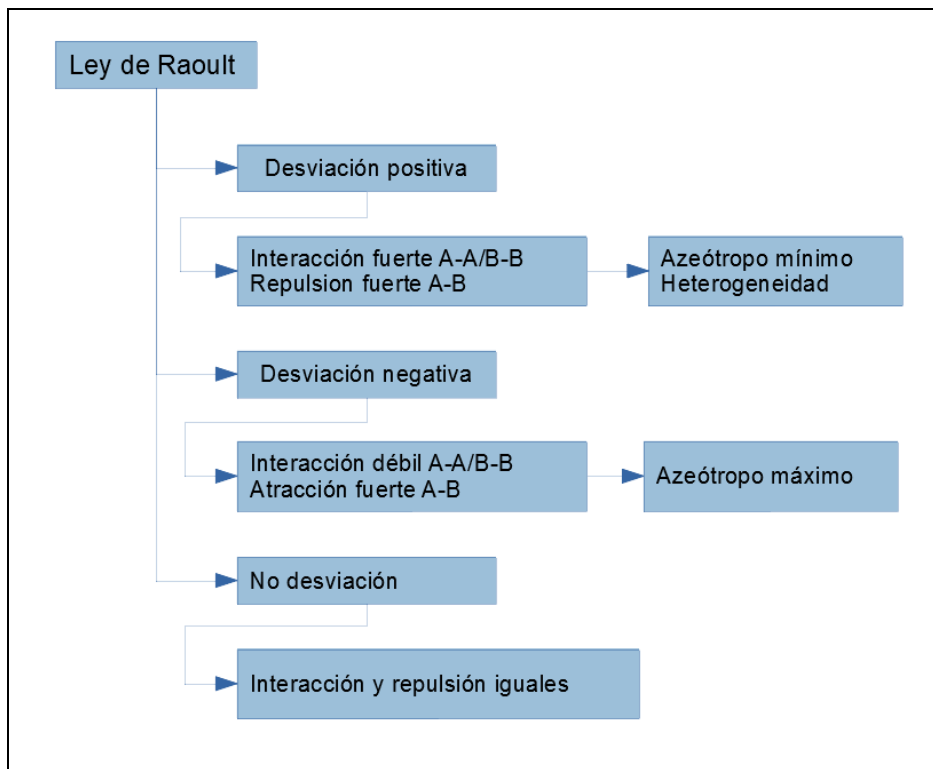 Ley de Raoult
Desviación positiva
Interacción fuerte A-A/B-B
Repulsion fuerte A-B
Azeótropo mínimo
Heterogeneidad
Desviación negativa
Interacción débil A-A/B-B
Atracción fuerte A-B
Azeótropo máximo
No desviación
Interacción y repulsión iguales